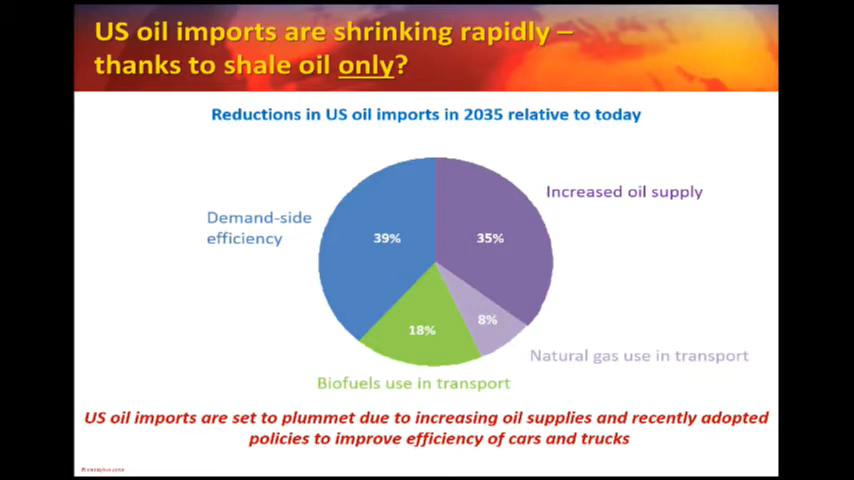 US oil imports are shrinking rapidly –
thanks to shale oil only?
Reductions in US oil imports in 2035 relative to today
Increased oil supply
Demand-side
efficiency
39%
35%
8%
18%
Natural gas use in transport
Biofuels use in transport
US oil imports are set to plummet due to increasing oil supplies and recently adopted
policies to improve efficiency of cars and trucks